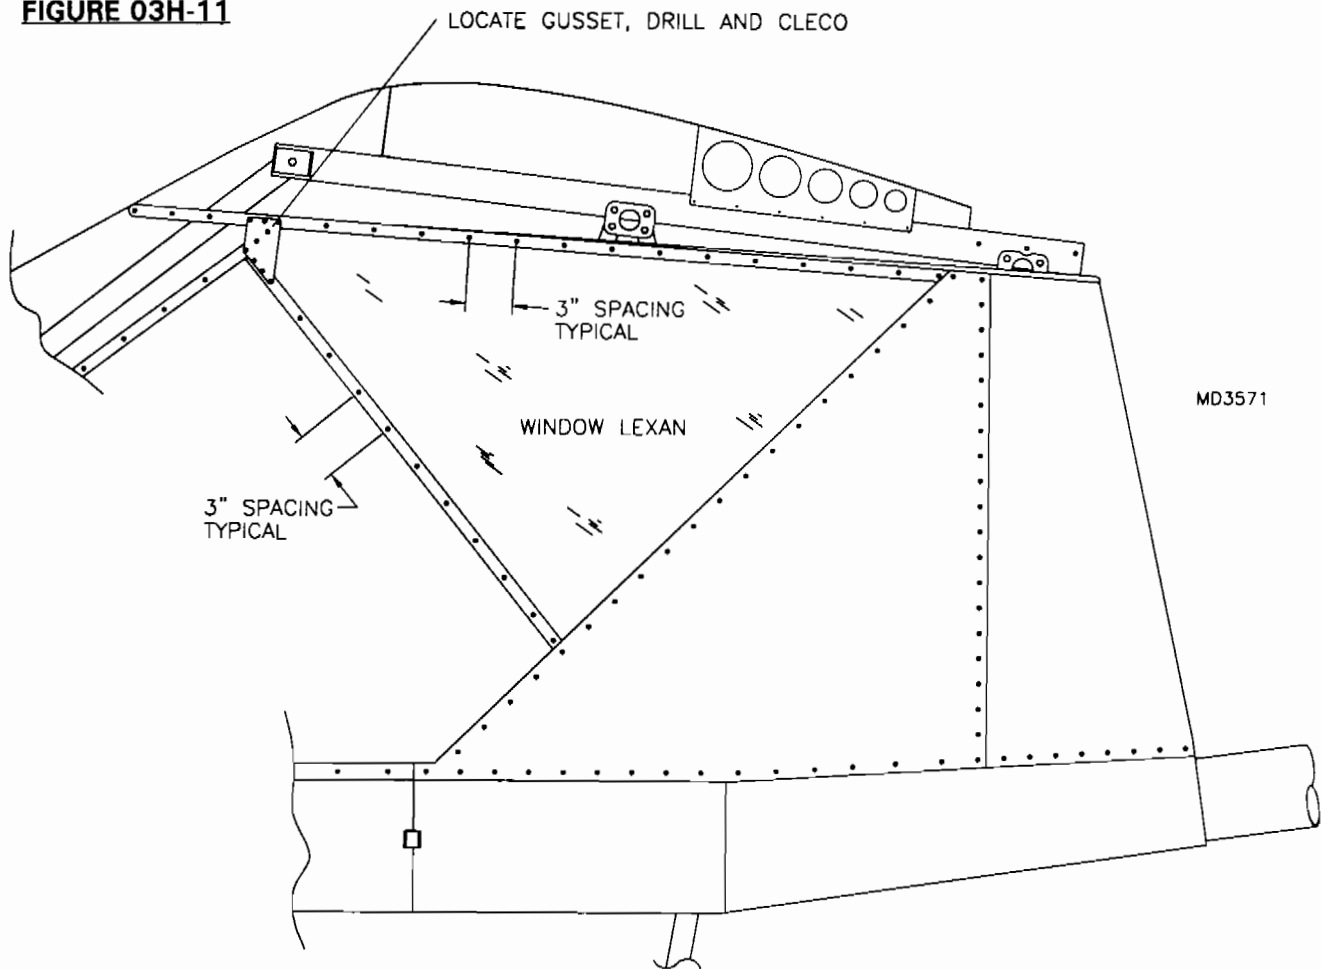 FIGURE 03H-11
LOCATE GUSSET, DRILL AND CLECO
3" SPACING
TYPICAL
MD3571
WINDOW LEXAN
3" SPACING
TYPICAL